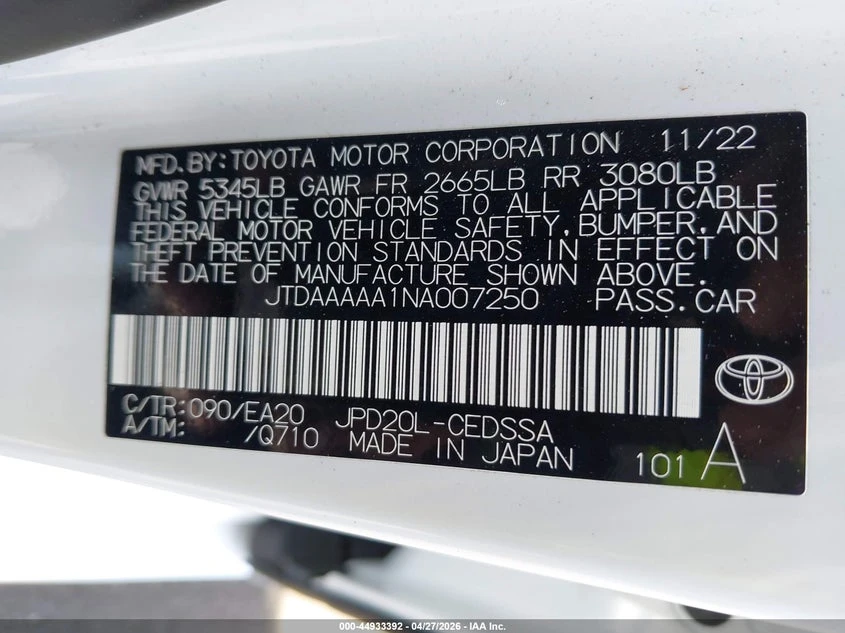 MFD.BY:TOYOTA MOTOR CORPORATION 11/22
GVWR 5345LB GAWR FR 2665LB RR 3080LB
THIS VEHICLE CONFORMS TO ALL APPLICABLE
FEDERAL MOTOR VEHICLE SAFETY,BUMPER,AND
THEFT PREVENTION STANDARDS IN EFFECT ON
THE DATE OF MANUFACTURE SHOWN ABOVE.
JTDAAAAA1NA007250 PASS.CAR
C/TR:090/EA20 JPD20L-CEDSSA
A/TM: /Q710 MADE IN JAPAN
101 A
000-44933392 - 04/27/2026 - IAA Inc.